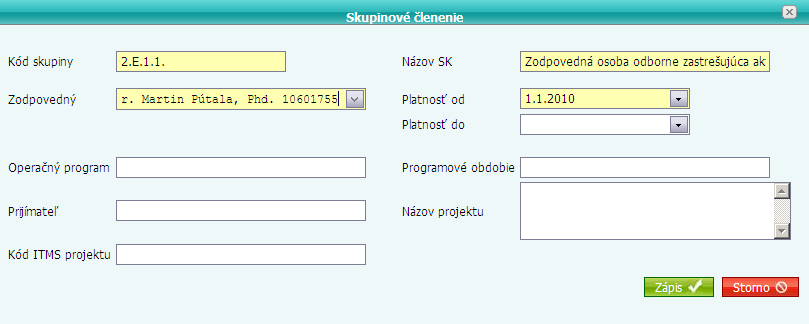 Skupinové členenie
Kód skupiny 2.E.1.1. Názov SK Zodpovedná osoba odborne zastrešujúca ak
Zodpovedný r. Martin Pútala, Phd. 10601755 Platnosť od 1.1.2010
Platnosť do
Operačný program Programové obdobie
Prijímateľ Názov projektu
Kód ITMS projektu
Zápis Storno